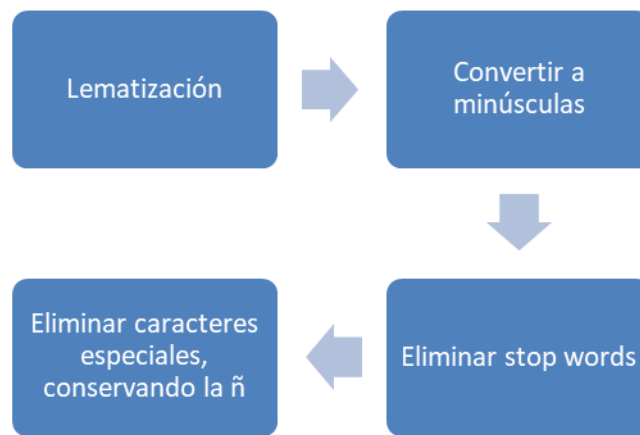 Lematización
Convertir a
minúsculas
Eliminar stop words
Eliminar caracteres
especiales,
conservando la ñ